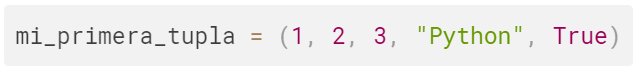 mi_primera_tupla = (1, 2, 3, "Python", True)